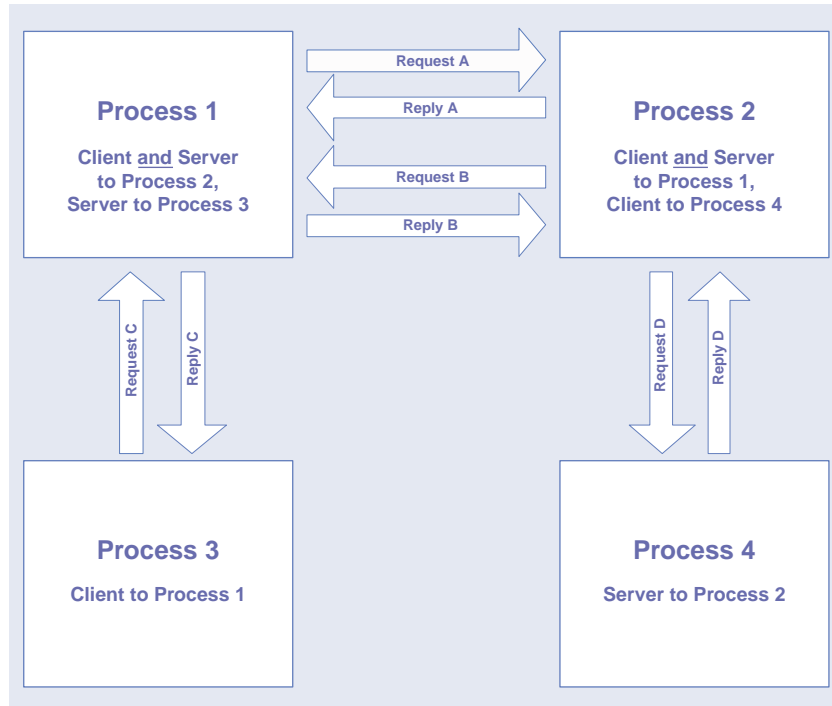 Process 1
Client and Server
to Process 2,
Server to Process 3
Request A
Reply A
Request B
Reply B
Process 2
Client and Server
to Process 1,
Client to Process 4
Request C
Reply C
Request D
Reply D
Process 3
Client to Process 1
Process 4
Server to Process 2